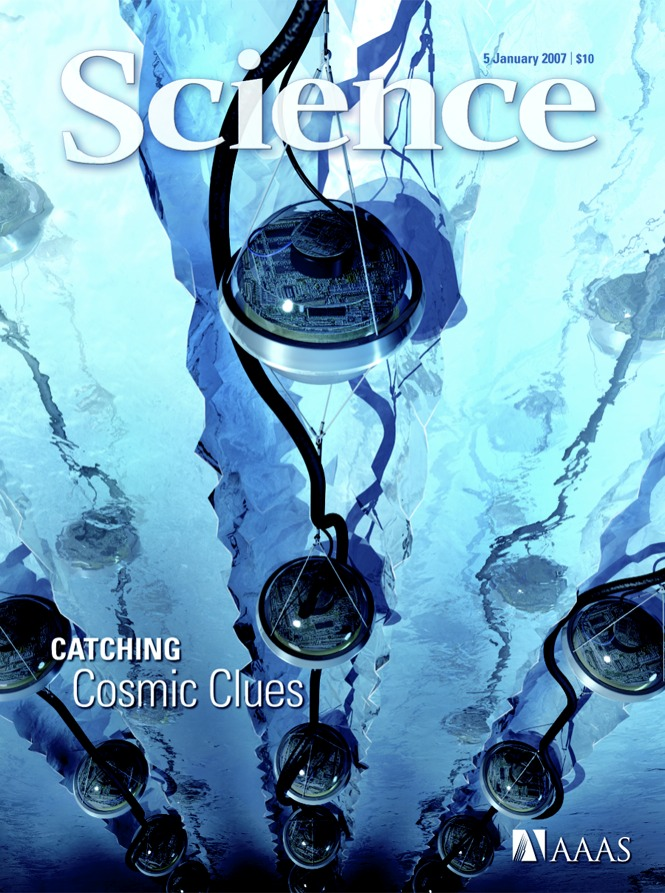 5 January 2007 | $10
Science
CATCHING
Cosmic Clues
AAAS